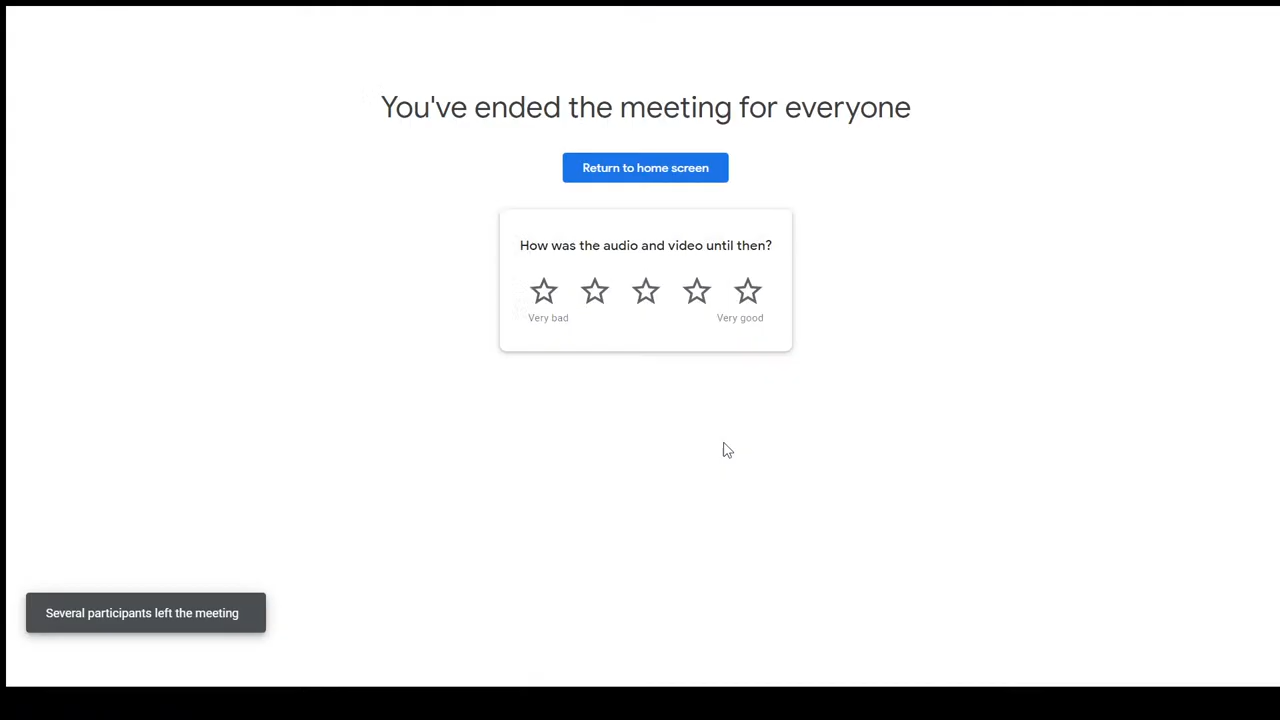 You've ended the meeting for everyone
Return to home screen
How was the audio and video until then?
Very bad
Very good
Several participants left the meeting